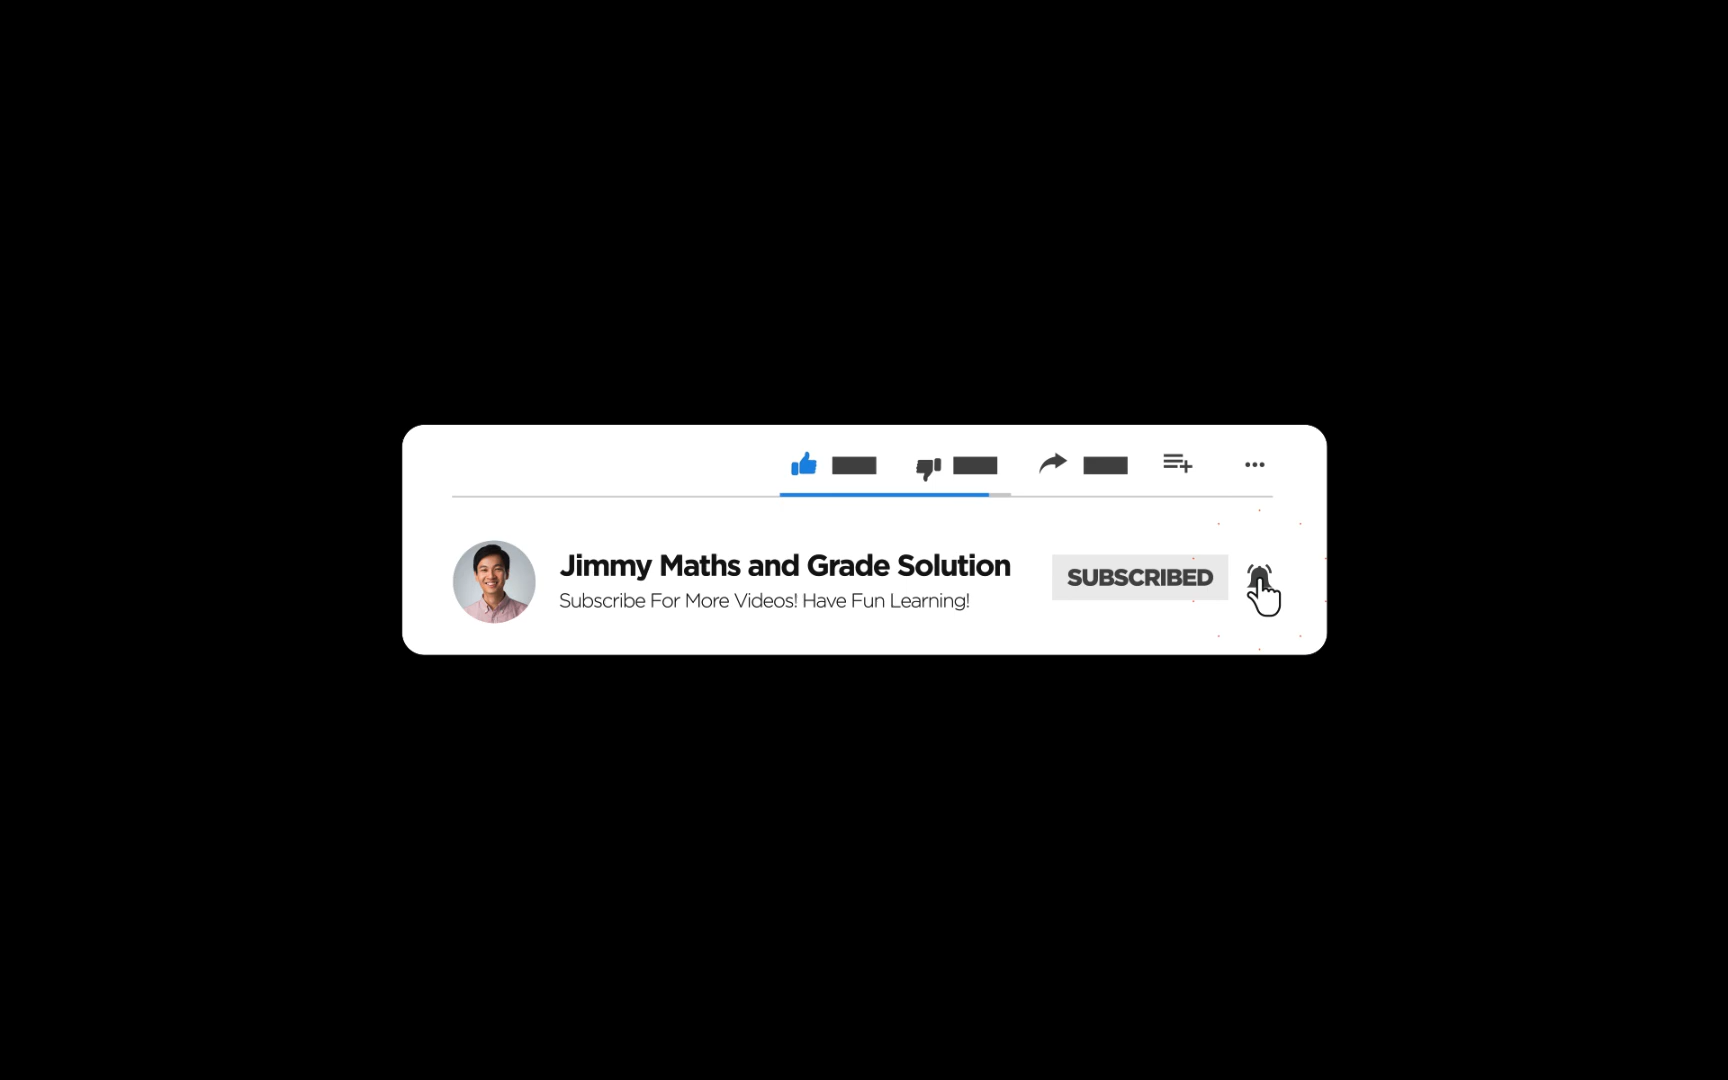 Jimmy Maths and Grade Solution
Subscribe For More Videos! Have Fun Learning!
SUBSCRIBED